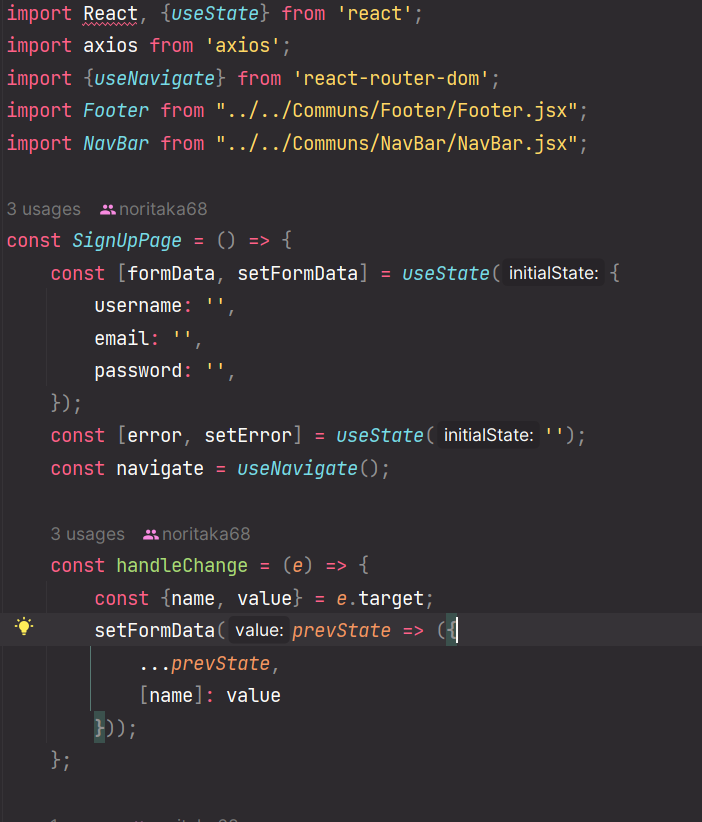 import React, {useState} from 'react';
import axios from 'axios';
import {useNavigate} from 'react-router-dom';
import Footer from "../../Communs/Footer/Footer.jsx";
import NavBar from "../../Communs/NavBar/NavBar.jsx";
3 usages noritaka68
const SignUpPage = () => {
const [formData, setFormData] = useState( initialState: {
username: '',
email: '',
password: '',
});
const [error, setError] = useState( initialState: '');
const navigate = useNavigate();
3 usages noritaka68
const handleChange = (e) => {
const {name, value} = e.target;
setFormData( value: prevState => ({
...prevState,
[name]: value
}));
};